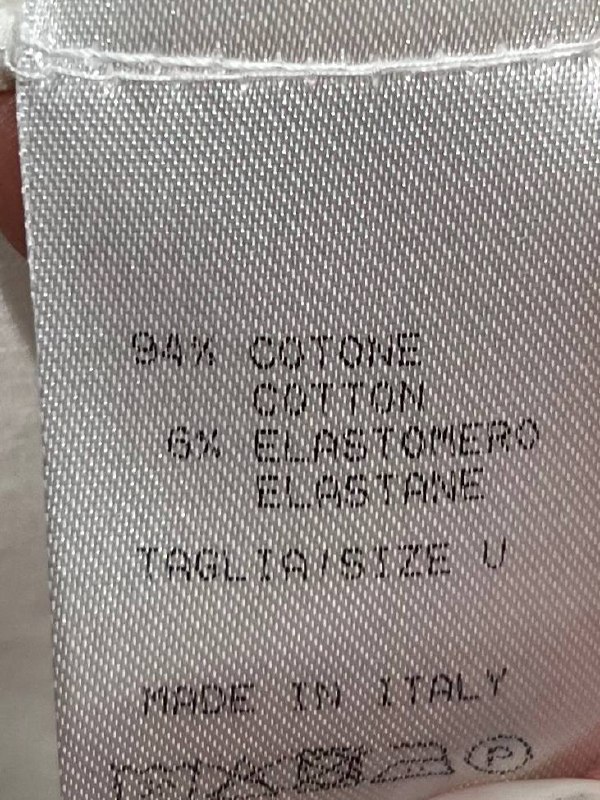 94% COTONE
COTTON
6% ELASTOMERO
ELASTANE
TAGLIA/SIZE U
MADE IN ITALY
P